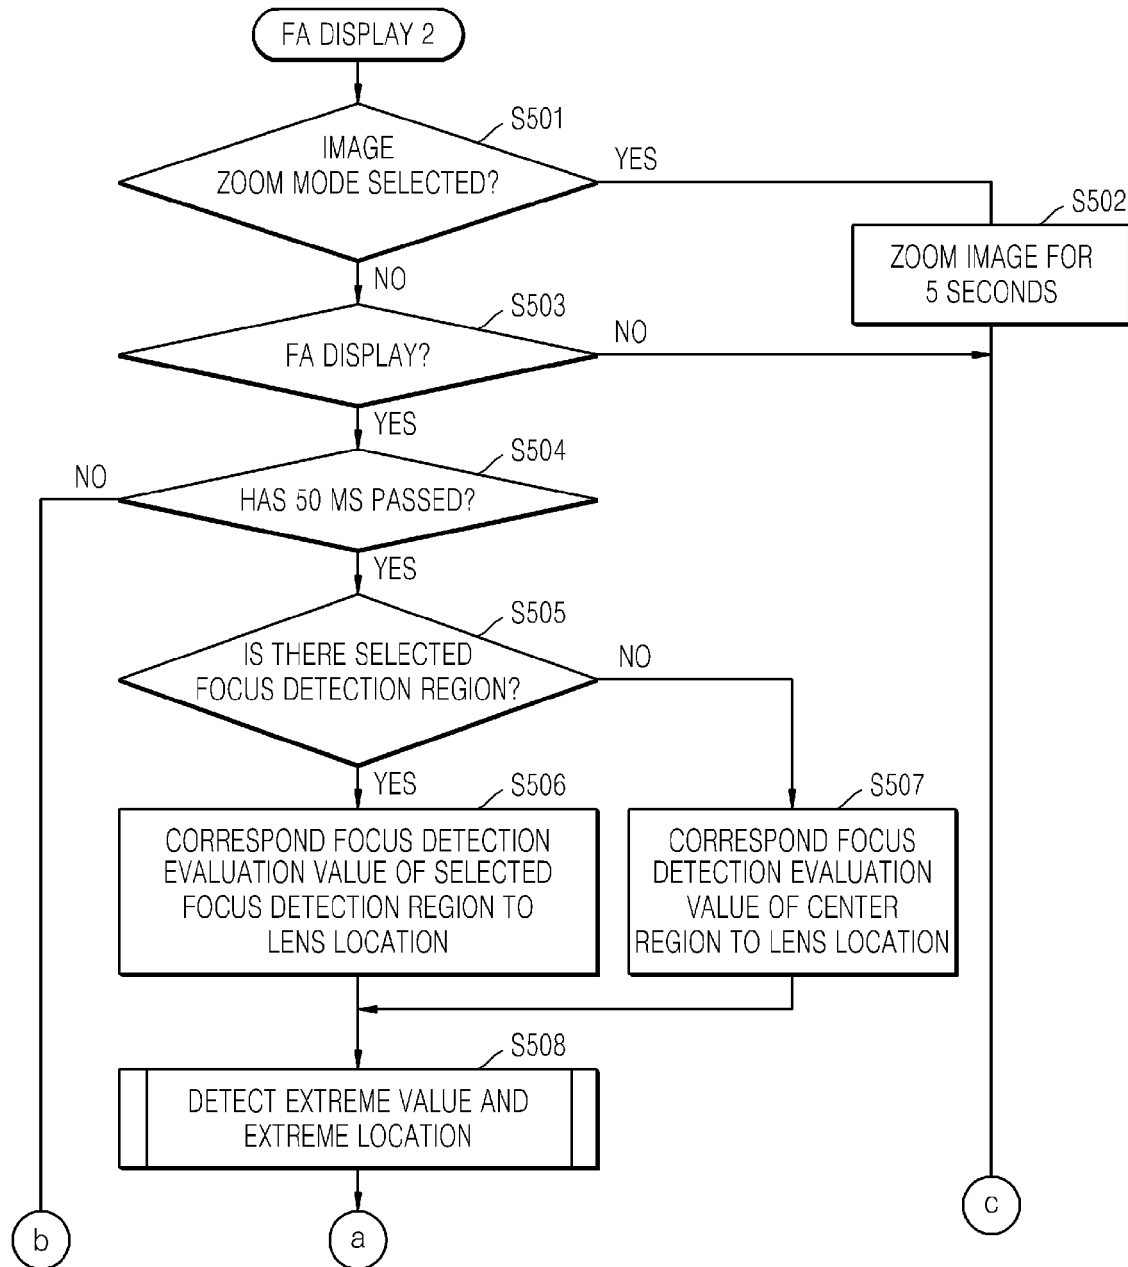 FA DISPLAY 2
S501
IMAGE
ZOOM MODE SELECTED?
YES
S502
ZOOM IMAGE FOR
5 SECONDS
NO
S503
FA DISPLAY?
NO
YES
S504
NO
HAS 50 MS PASSED?
YES
S505
IS THERE SELECTED
FOCUS DETECTION REGION?
NO
YES
S506
CORRESPOND FOCUS DETECTION
EVALUATION VALUE OF SELECTED
FOCUS DETECTION REGION TO
LENS LOCATION
S507
CORRESPOND FOCUS
DETECTION EVALUATION
VALUE OF CENTER
REGION TO LENS LOCATION
S508
DETECT EXTREME VALUE AND
EXTREME LOCATION
b
a
c